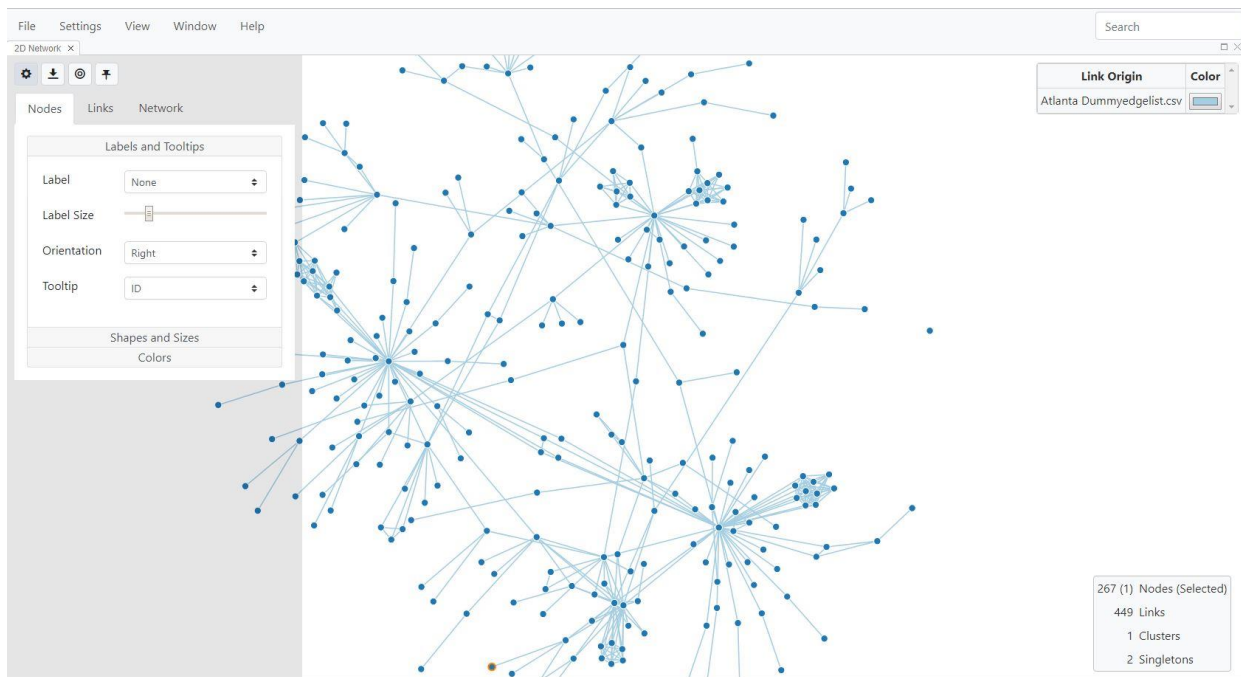 File Settings View Window Help Search
2D Network ×
Link Origin Color
Atlanta Dummyedgelist.csv
Nodes Links Network
Labels and Tooltips
Label None
Label Size
Orientation Right
Tooltip ID
Shapes and Sizes
Colors
267 (1) Nodes (Selected)
449 Links
1 Clusters
2 Singletons